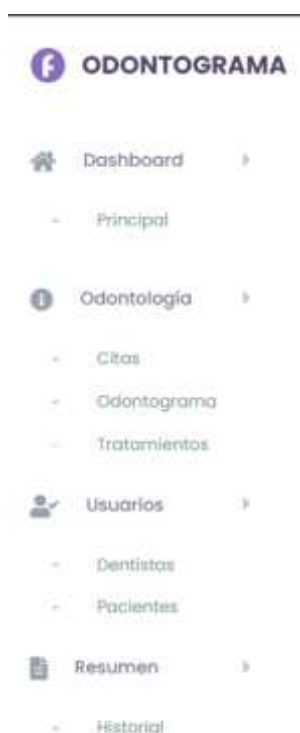 ODONTOGRAMA
Dashboard
- Principal
Odontología
- Citas
- Odontograma
- Tratamientos
Usuarios
- Dentistas
- Pacientes
Resumen
- Historial